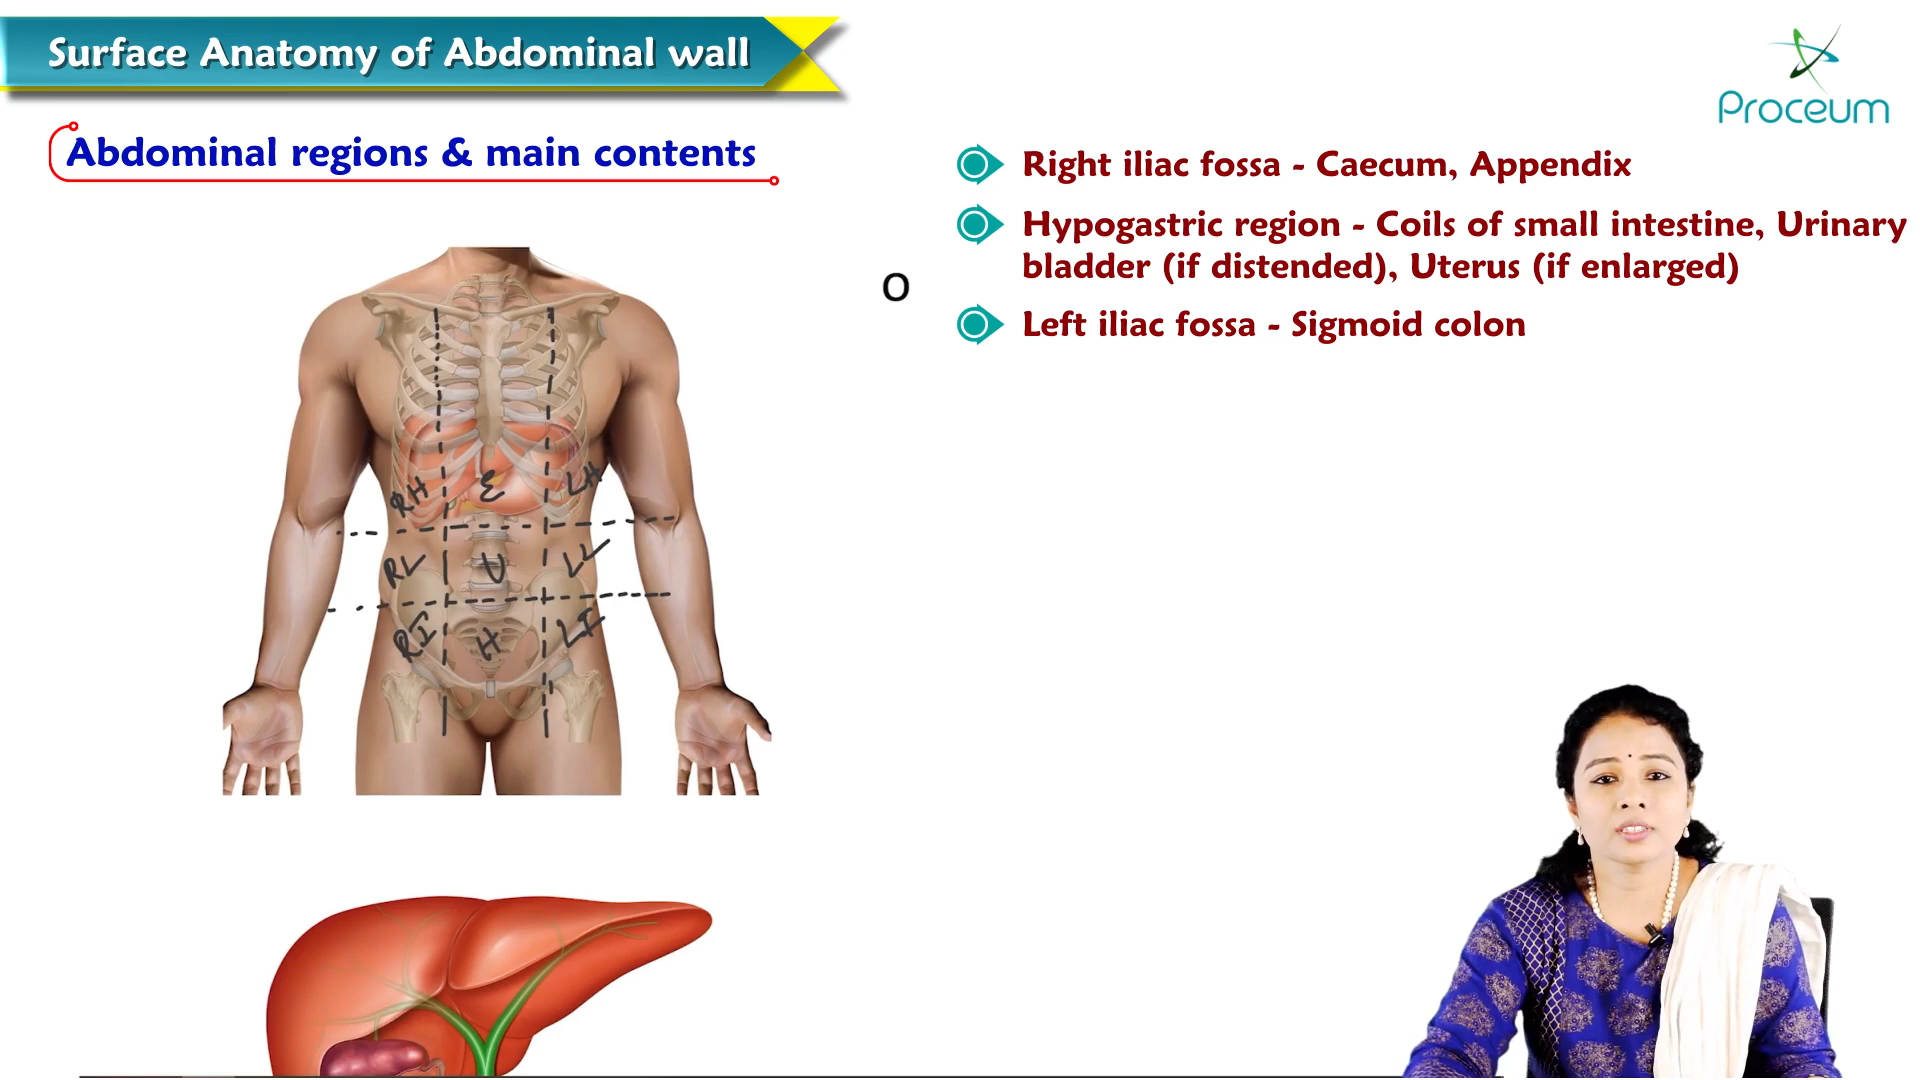 Surface Anatomy of Abdominal wall
Proceum
Abdominal regions & main contents
Right iliac fossa - Caecum, Appendix
Hypogastric region - Coils of small intestine, Urinary
bladder (if distended), Uterus (if enlarged)
Left iliac fossa - Sigmoid colon
O
RH E LH
RL U LL
RI H LI